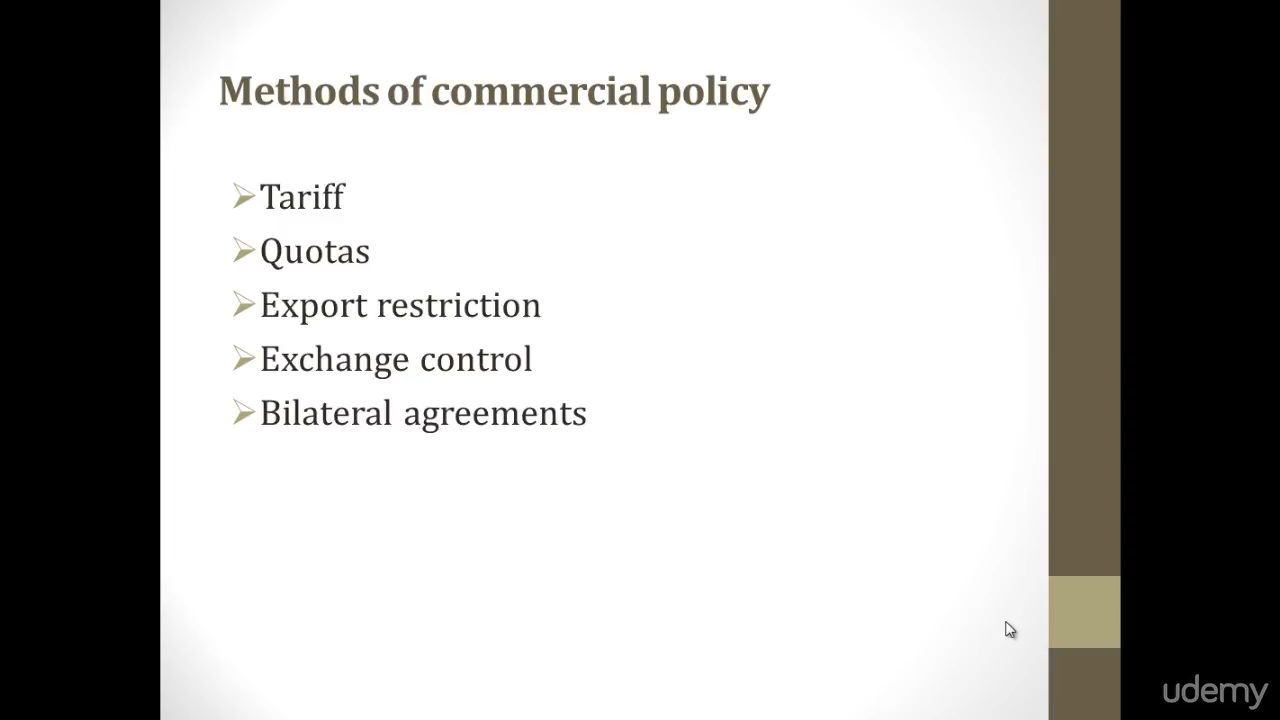 Methods of commercial policy
Tariff
Quotas
Export restriction
Exchange control
Bilateral agreements
udemy